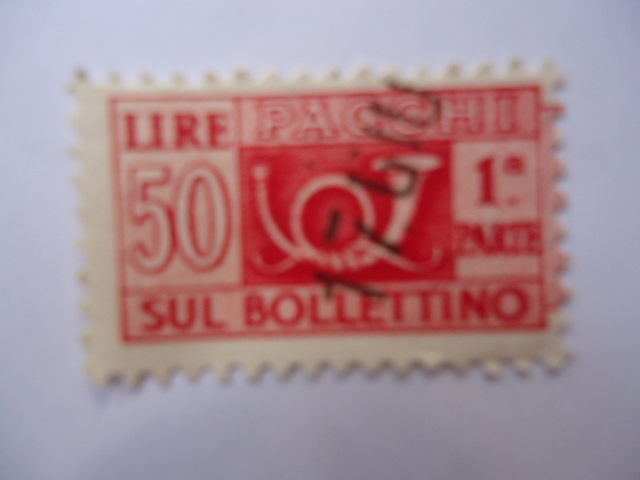 LIRE PACCHI
50 1ª
PARTE
SUL BOLLETTINO